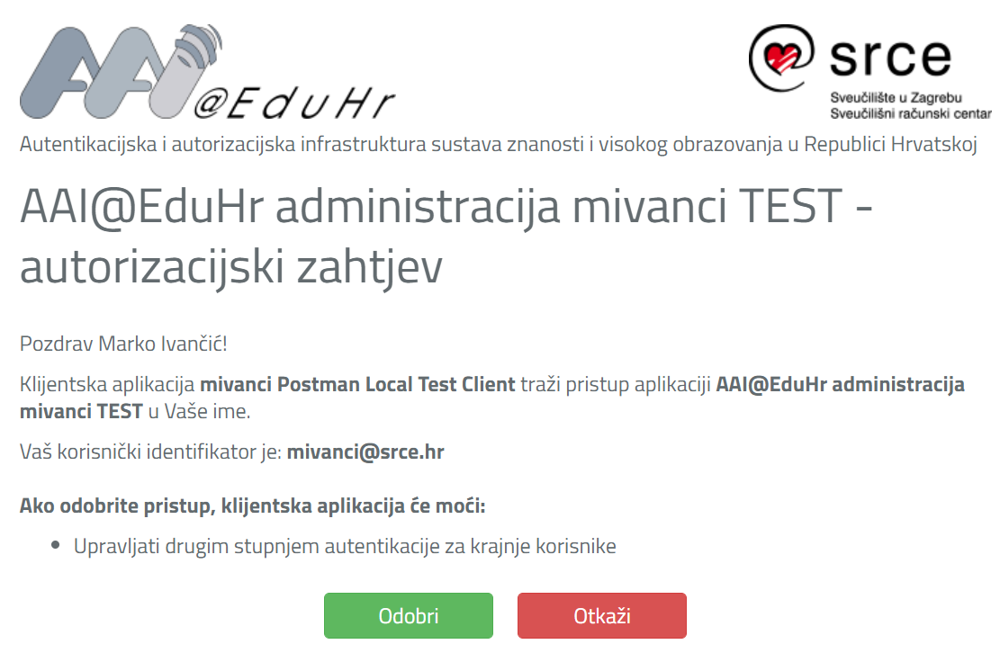 AAI@EduHr
srce
Sveučilište u Zagrebu
Sveučilišni računski centar
Autentikacijska i autorizacijska infrastruktura sustava znanosti i visokog obrazovanja u Republici Hrvatskoj
AAI@EduHr administracija mivanci TEST -
autorizacijski zahtjev
Pozdrav Marko Ivančić!
Klijentska aplikacija mivanci Postman Local Test Client traži pristup aplikaciji AAI@EduHr administracija
mivanci TEST u Vaše ime.
Vaš korisnički identifikator je: mivanci@srce.hr
Ako odobrite pristup, klijentska aplikacija će moći:
• Upravljati drugim stupnjem autentikacije za krajnje korisnike
Odobri
Otkaži